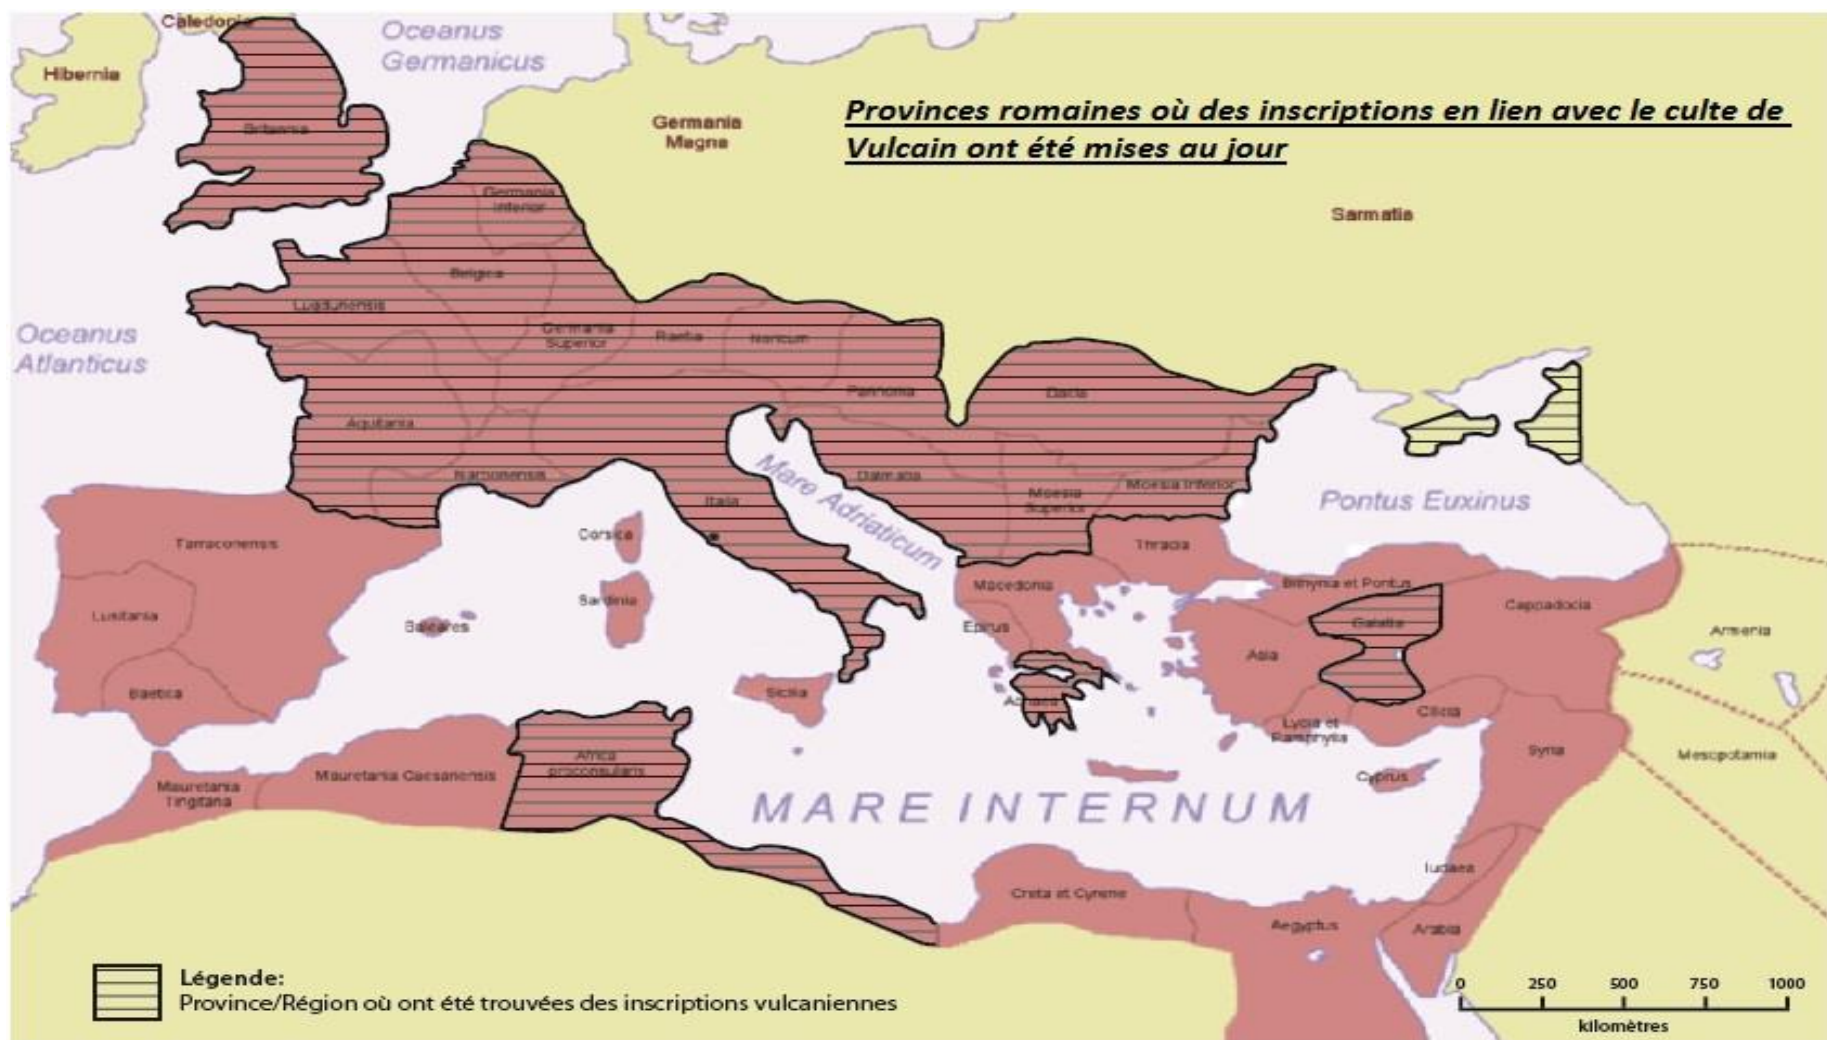 Caledonia
Oceanus
Germanicus
Hibernia
Provinces romaines où des inscriptions en lien avec le culte de
Vulcain ont été mises au jour
Germania
Magna
Britannia
Germania
Inferior
Sarmatia
Belgica
Lugdunensis
Oceanus
Atlanticus
Germania
Superior
Raetia
Noricum
Pannonia
Dacia
Aquitania
Narbonensis
Mare Adriaticum
Dalmatia
Italia
Moesia
Superior
Moesia Inferior
Pontus Euxinus
Tarraconensis
Corsica
Thracia
Macedonia
Bithynia et Pontus
Cappadocia
Lusitania
Sardinia
Baleares
Epirus
Galatia
Armenia
Asia
Baetica
Sicilia
Achaea
Cilicia
Lycia et
Pamphylia
Syria
Mesopotamia
Africa
proconsularis
Mauretania Caesariensis
Mauretania
Tingitana
Cyprus
MARE INTERNUM
Iudaea
Creta et Cyrene
Aegyptus
Arabia
Légende:
Province/Région où ont été trouvées des inscriptions vulcaniennes
0 250 500 750 1000
kilomètres